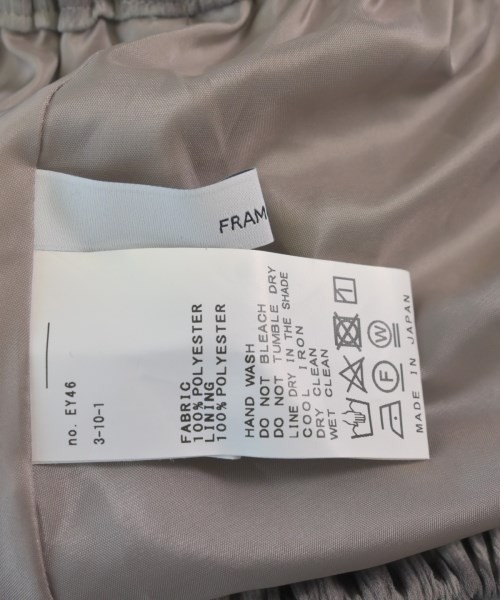 FRAM
no. EY46
3-10-1
FABRIC
100% POLYESTER
LINING
100% POLYESTER
HAND WASH
DO NOT BLEACH
DO NOT TUMBLE DRY
LINE DRY IN THE SHADE
COOL IRON
DRY CLEAN
WET CLEAN
F W
MADE IN JAPAN